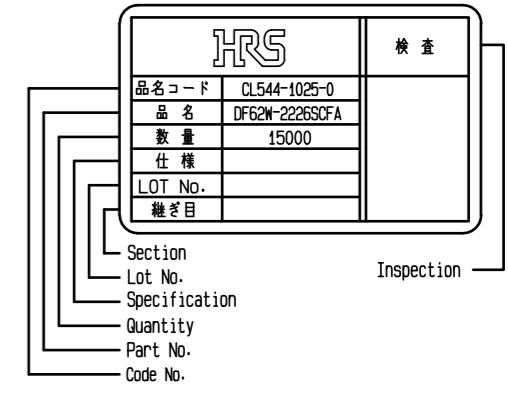 HRS
検 査
品名コード CL544-1025-0
品 名 DF62W-2226SCFA
数 量 15000
仕 様
LOT No.
継ぎ目
Section
Lot No.
Inspection
Specification
Quantity
Part No.
Code No.